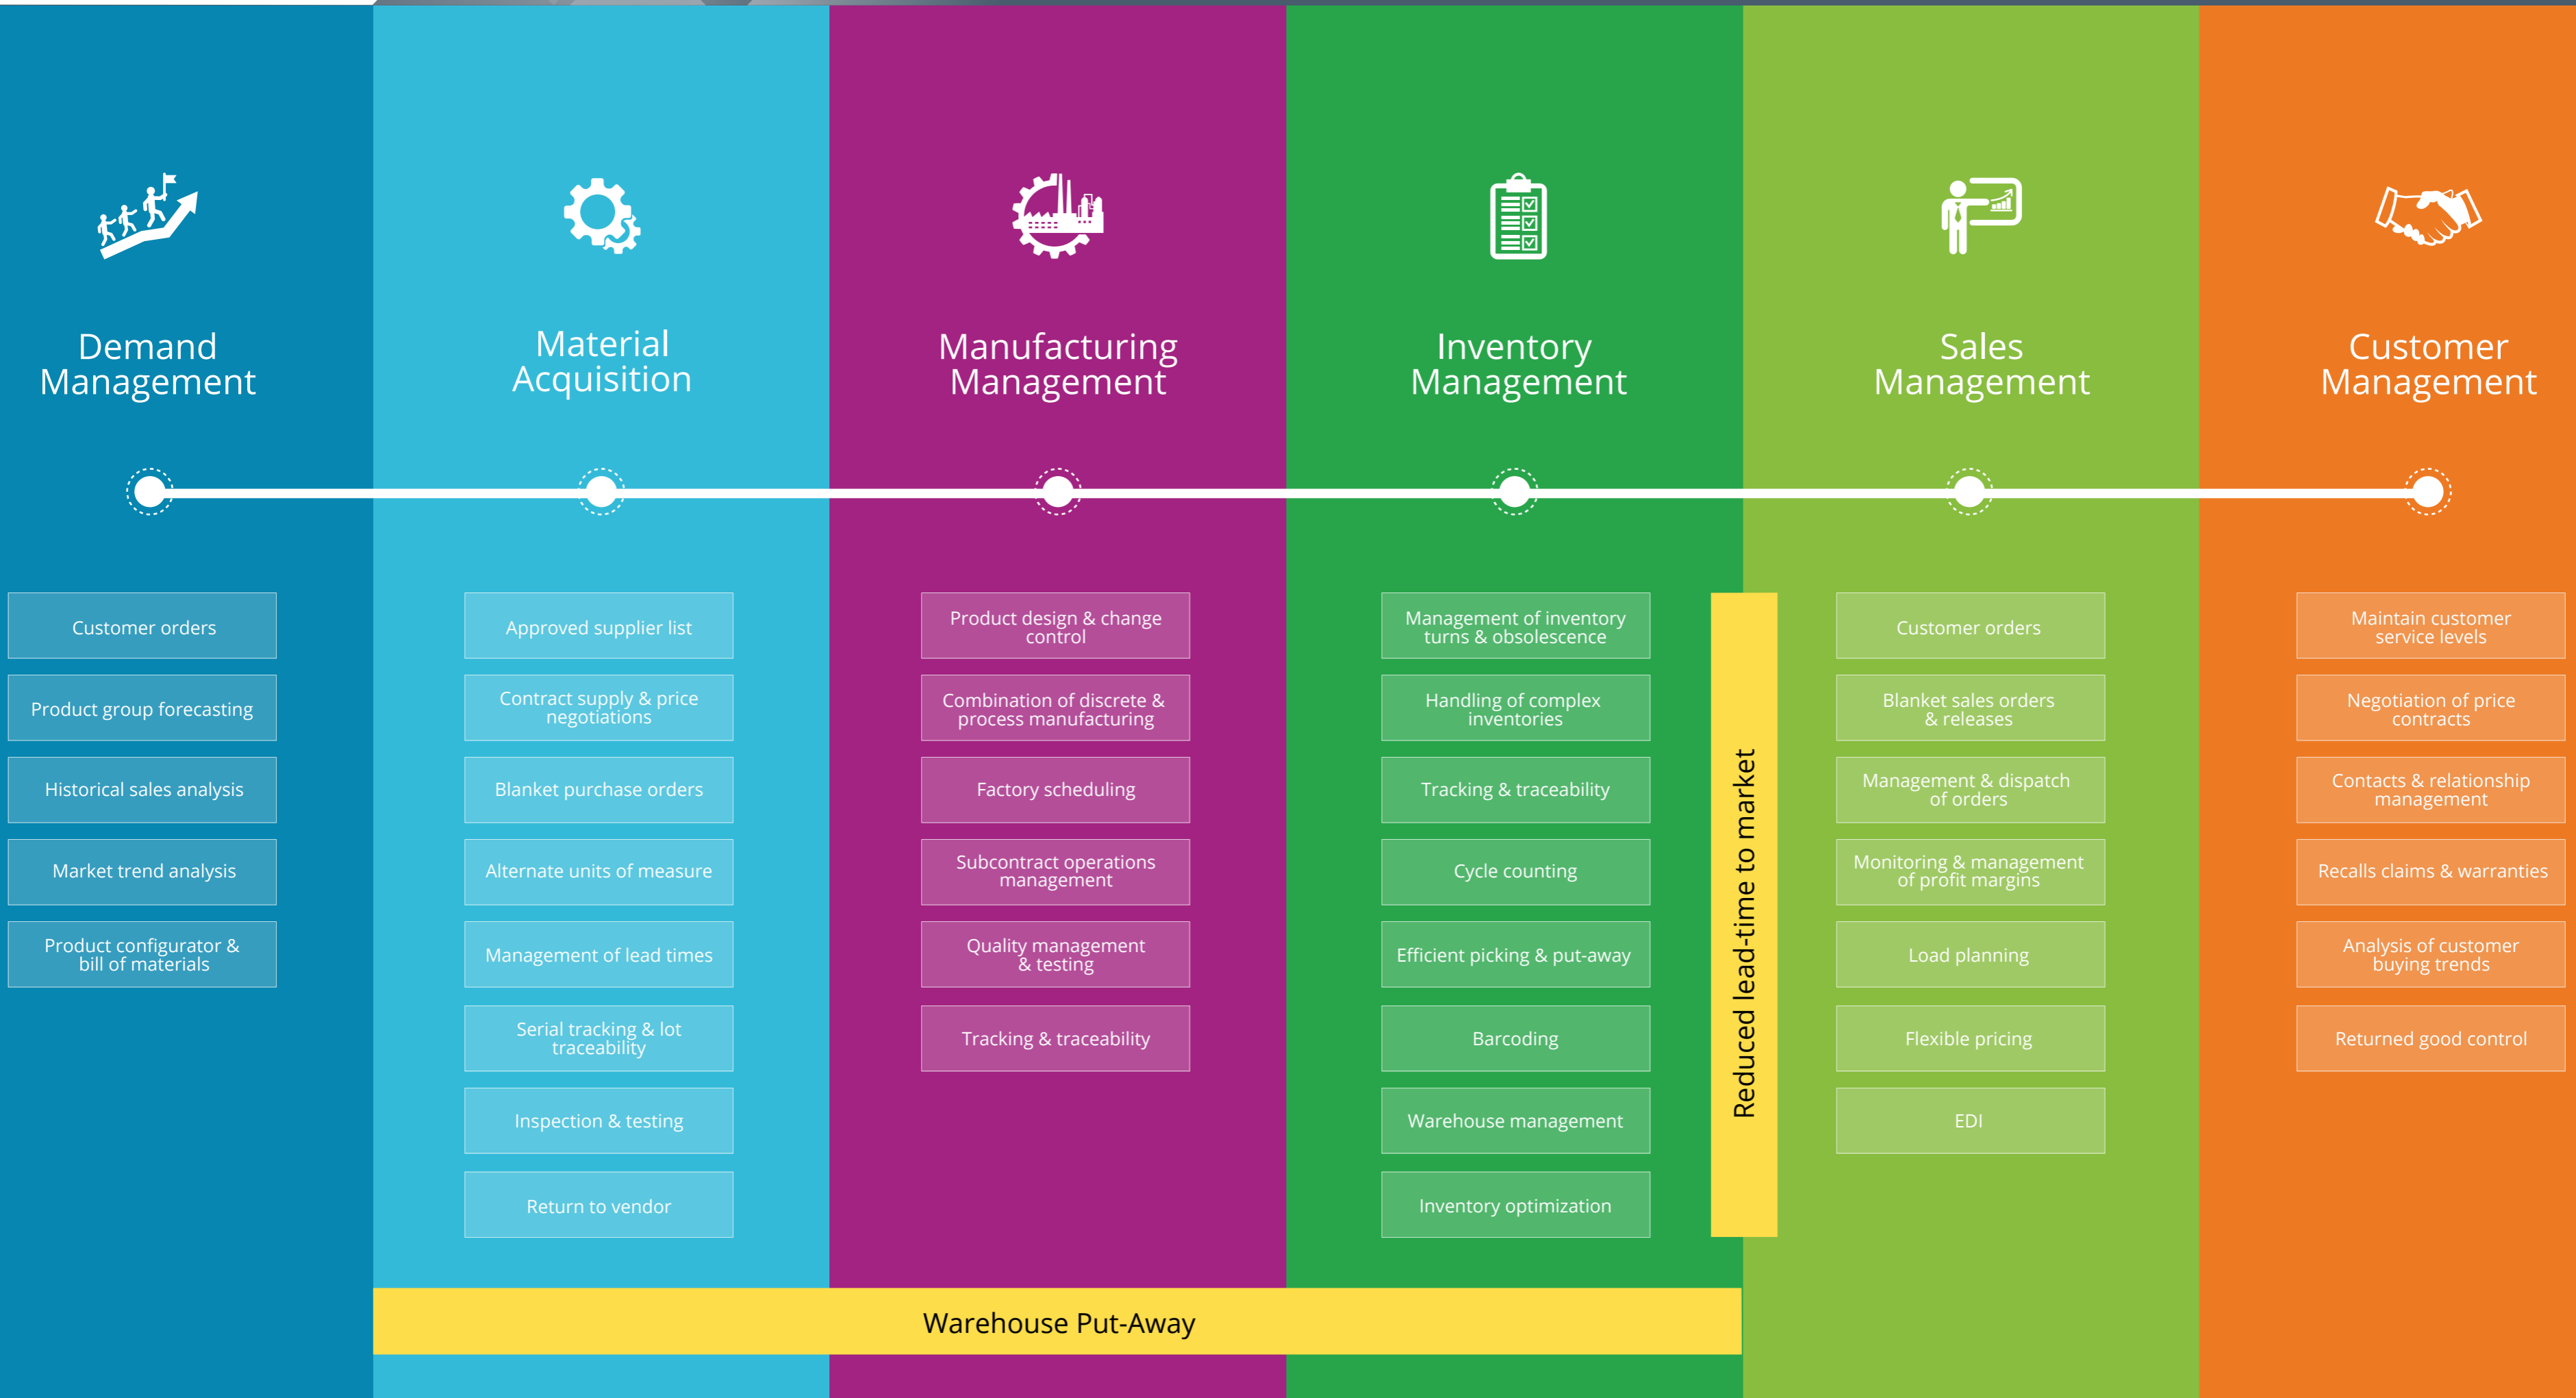 Demand
Management
Material
Acquisition
Manufacturing
Management
Inventory
Management
Sales
Management
Customer
Management
Customer orders
Product group forecasting
Historical sales analysis
Market trend analysis
Product configurator &
bill of materials
Approved supplier list
Contract supply & price
negotiations
Blanket purchase orders
Alternate units of measure
Management of lead times
Serial tracking & lot
traceability
Inspection & testing
Return to vendor
Product design & change
control
Combination of discrete &
process manufacturing
Factory scheduling
Subcontract operations
management
Quality management
& testing
Tracking & traceability
Management of inventory
turns & obsolescence
Handling of complex
inventories
Tracking & traceability
Cycle counting
Efficient picking & put-away
Barcoding
Warehouse management
Inventory optimization
Reduced lead-time to market
Customer orders
Blanket sales orders
& releases
Management & dispatch
of orders
Monitoring & management
of profit margins
Load planning
Flexible pricing
EDI
Maintain customer
service levels
Negotiation of price
contracts
Contacts & relationship
management
Recalls claims & warranties
Analysis of customer
buying trends
Returned good control
Warehouse Put-Away